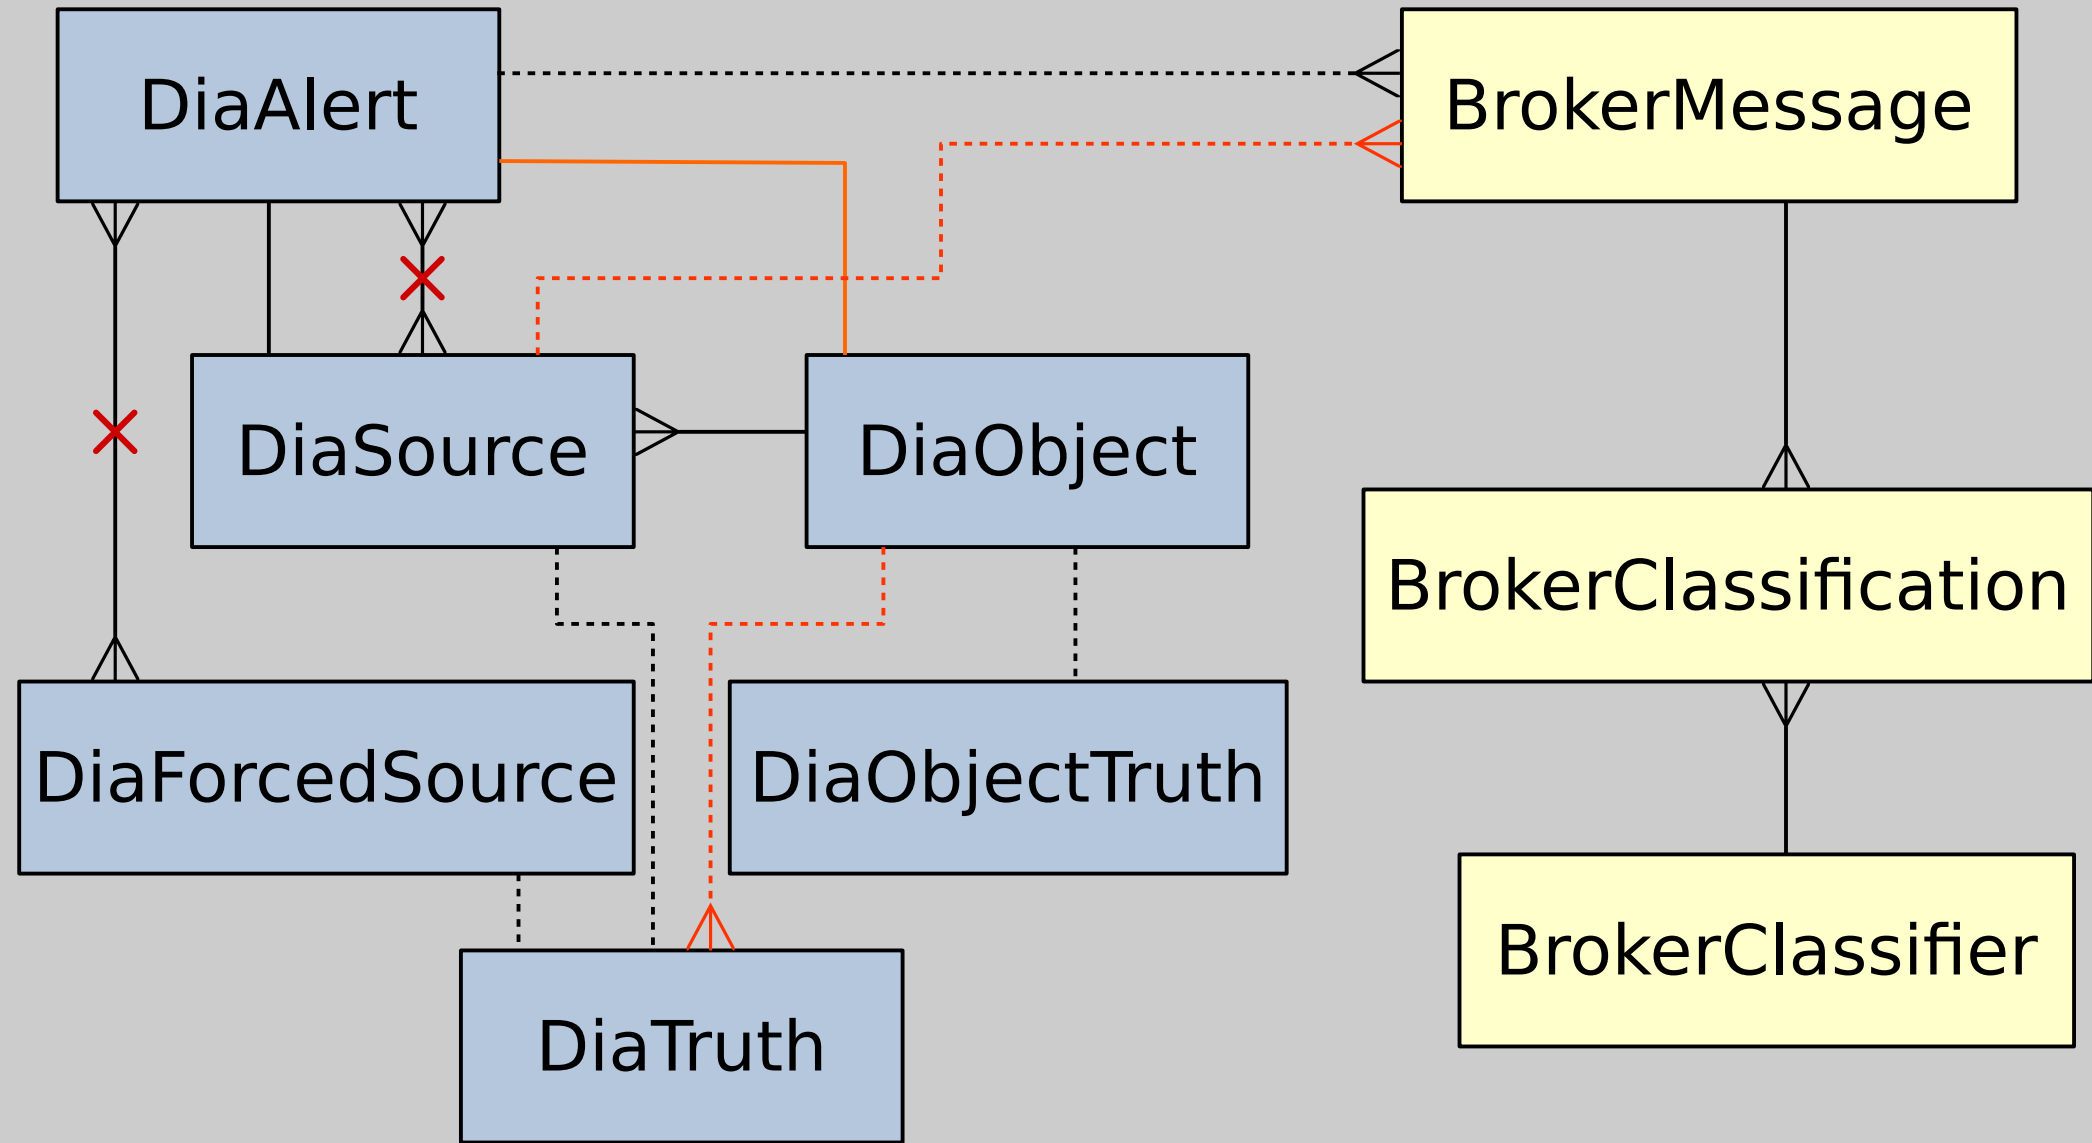 DiaAlert
BrokerMessage
DiaSource
DiaObject
BrokerClassification
DiaForcedSource
DiaObjectTruth
BrokerClassifier
DiaTruth